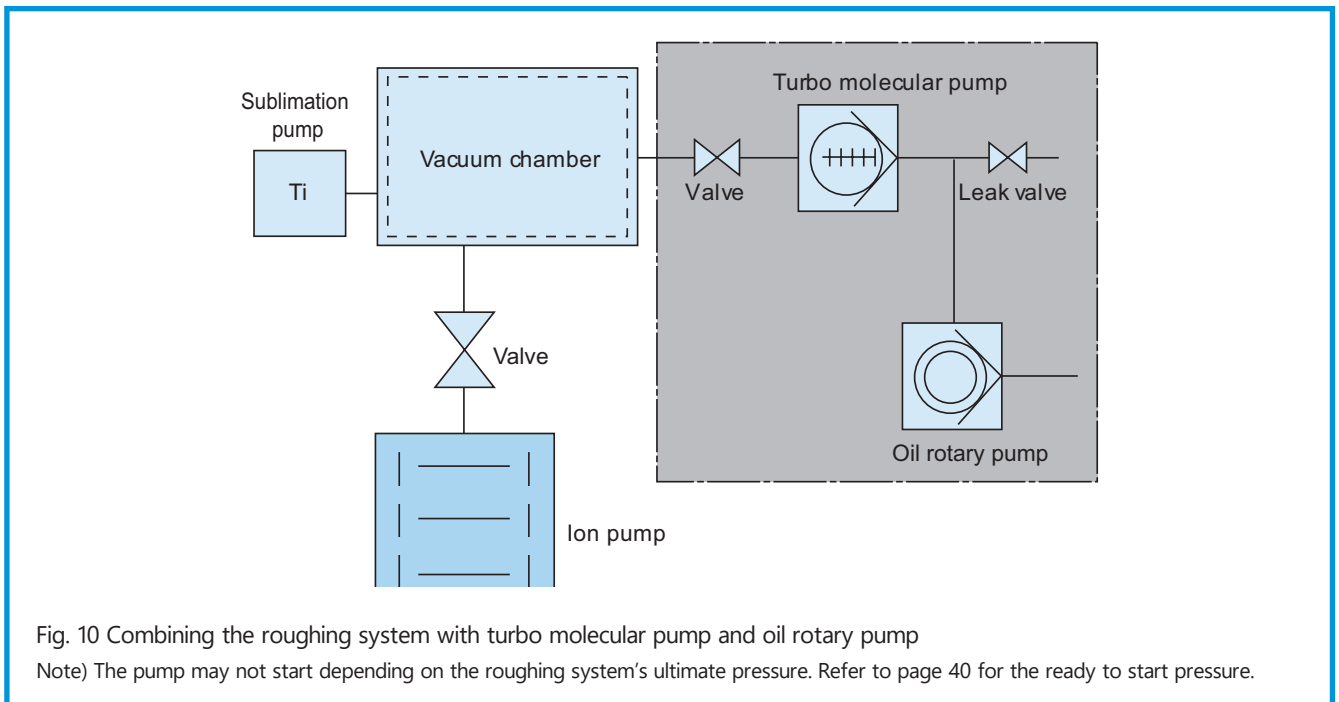 Turbo molecular pump
Sublimation
pump
Vacuum chamber
Ti
Valve
Leak valve
Valve
Oil rotary pump
Ion pump
Fig. 10 Combining the roughing system with turbo molecular pump and oil rotary pump
Note) The pump may not start depending on the roughing system's ultimate pressure. Refer to page 40 for the ready to start pressure.